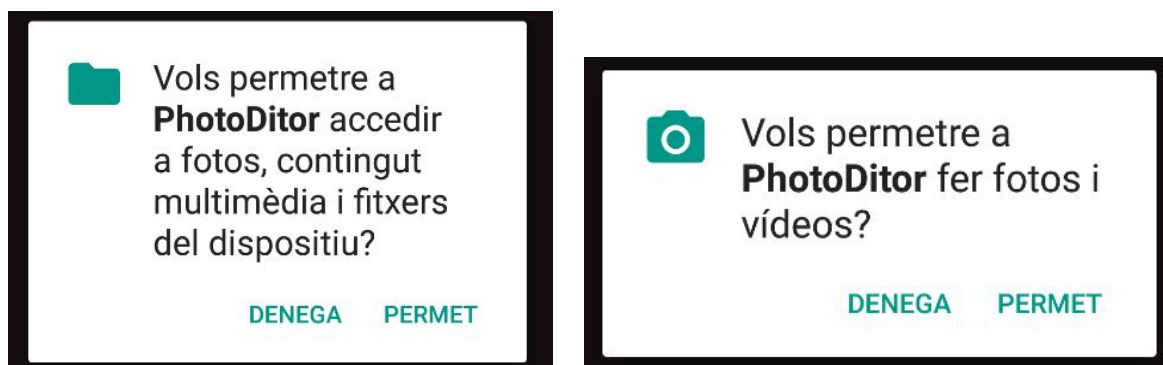 Vols permetre a
PhotoDitor accedir
a fotos, contingut
multimèdia i fitxers
del dispositiu?
DENEGA PERMET
Vols permetre a
PhotoDitor fer fotos i
vídeos?
DENEGA PERMET